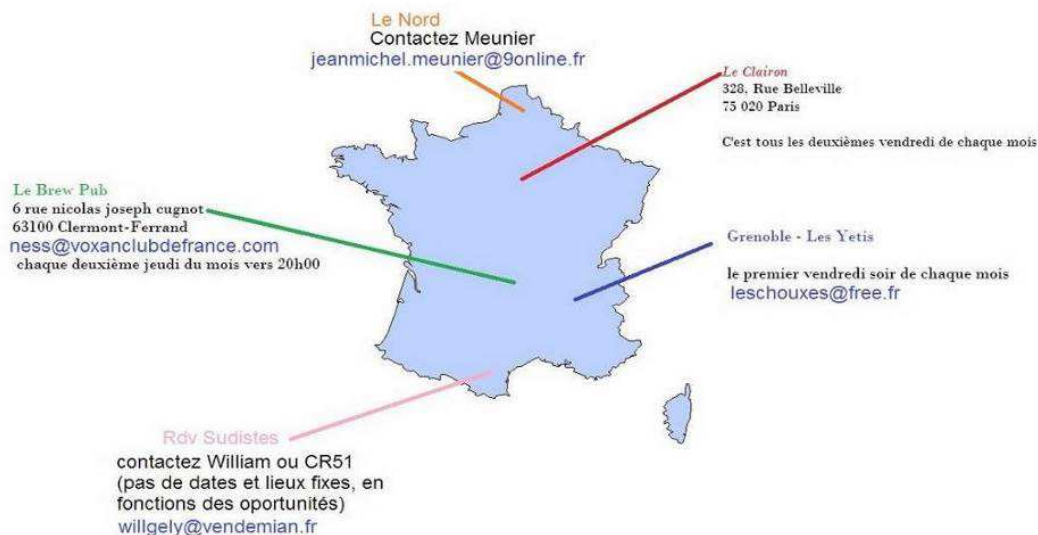 Le Nord
Contactez Meunier
jeanmichel.meunier@9online.fr
Le Clairon
328, Rue Belleville
75 020 Paris
C'est tous les deuxièmes vendredi de chaque mois
Le Brew Pub
6 rue nicolas joseph cugnot
63100 Clermont-Ferrand
ness@voxanclubdefrance.com
chaque deuxième jeudi du mois vers 20h00
Grenoble - Les Yetis
le premier vendredi soir de chaque mois
leschouxes@free.fr
Rdv Sudistes
contactez William ou CR51
(pas de dates et lieux fixes, en
fonctions des oportunités)
willgely@vendemian.fr